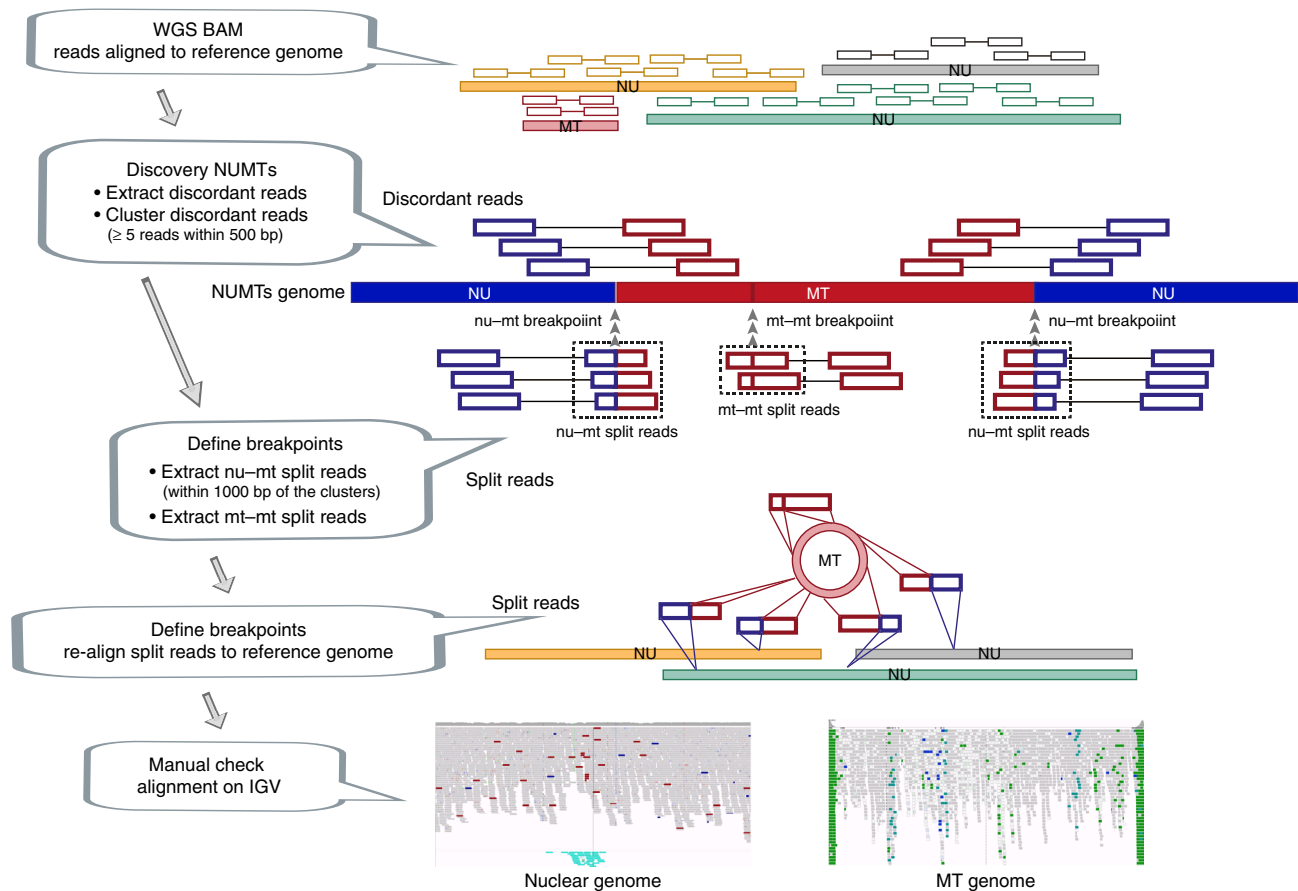 WGS BAM
reads aligned to reference genome
NU
NU
MT
NU
Discovery NUMTs
• Extract discordant reads
• Cluster discordant reads
(≥ 5 reads within 500 bp)
Discordant reads
NUMTs genome
NU
MT
NU
nu–mt breakpoiint
mt–mt breakpoiint
nu–mt breakpoiint
nu–mt split reads
mt–mt split reads
nu–mt split reads
Define breakpoints
• Extract nu–mt split reads
(within 1000 bp of the clusters)
• Extract mt–mt split reads
Split reads
MT
Split reads
Define breakpoints
re-align split reads to reference genome
NU
NU
NU
Manual check
alignment on IGV
Nuclear genome
MT genome